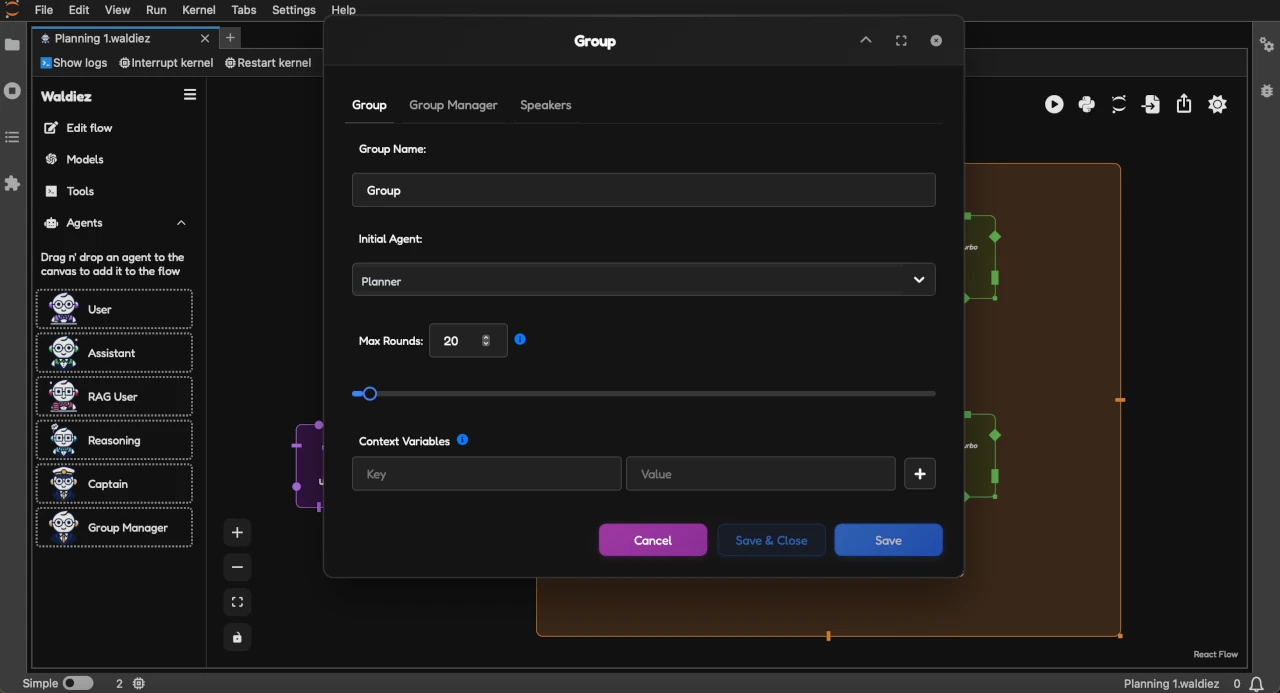 File Edit View Run Kernel Tabs Settings Help
Planning 1.waldiez
Show logs Interrupt kernel Restart kernel
Waldiez
Edit flow
Models
Tools
Agents
Drag n' drop an agent to the
canvas to add it to the flow
User
Assistant
RAG User
Reasoning
Captain
Group Manager
Group
Group Group Manager Speakers
Group Name:
Group
Initial Agent:
Planner
Max Rounds: 20
Context Variables
Key Value
Cancel Save & Close Save
React Flow
Simple 2 Planning 1.waldiez 0